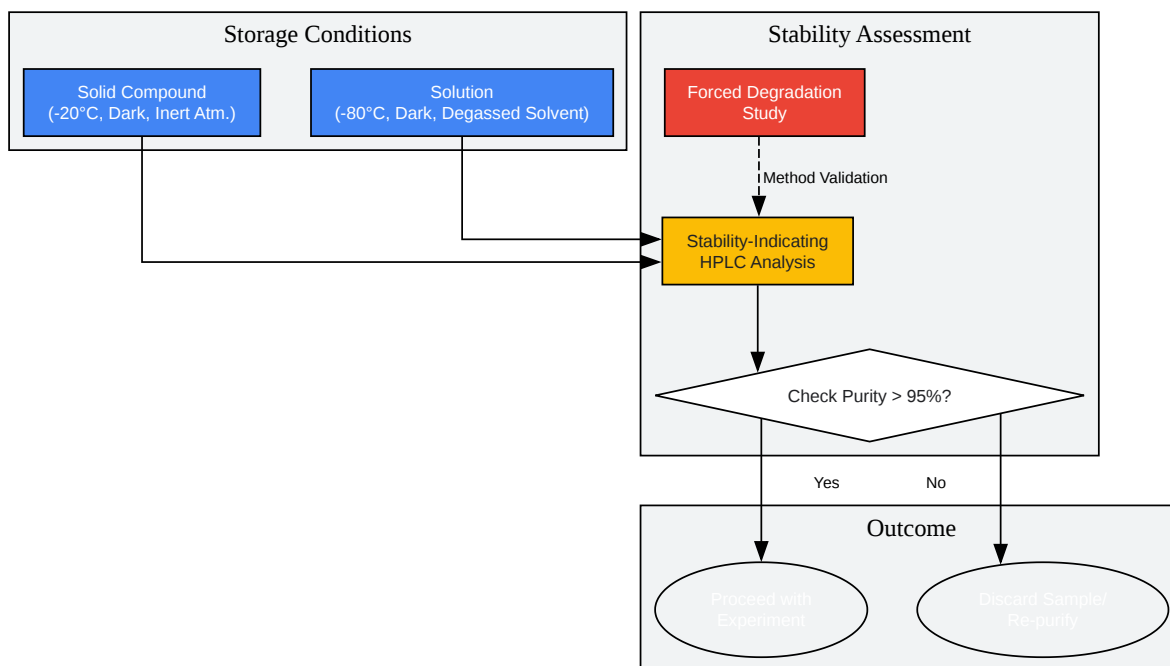 Storage Conditions
Solid Compound
(-20°C, Dark, Inert Atm.)
Solution
(-80°C, Dark, Degassed Solvent)
Stability Assessment
Forced Degradation
Study
Method Validation
Stability-Indicating
HPLC Analysis
Check Purity > 95%?
Yes
No
Outcome
Proceed with
Experiment
Discard Sample/
Re-purify